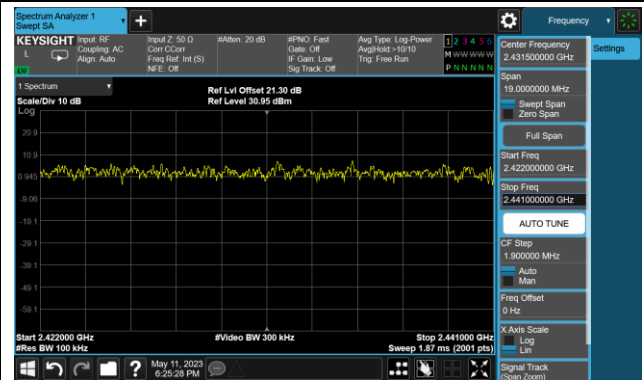 Spectrum Analyzer 1
Swept SA
Frequency
KEYSIGHT
L
LXI
Input: RF
Coupling: AC
Align: Auto
Input Z: 50 Ω
Corr CCorr
Freq Ref: Int (S)
NFE: Off
#Atten: 20 dB
#PNO: Fast
Gate: Off
IF Gain: Low
Sig Track: Off
Avg Type: Log-Power
Avg|Hold:>10/10
Trig: Free Run
1 2 3 4 5 6
M W W W W W
P N N N N N
Center Frequency
2.431500000 GHz
Settings
Span
19.0000000 MHz
Swept Span
Zero Span
Full Span
Start Freq
2.422000000 GHz
Stop Freq
2.441000000 GHz
AUTO TUNE
CF Step
1.900000 MHz
Auto
Man
Freq Offset
0 Hz
X Axis Scale
Log
Lin
Signal Track
(Span Zoom)
1 Spectrum
Scale/Div 10 dB
Ref Lvl Offset 21.30 dB
Ref Level 30.95 dBm
Log
20.9
10.9
0.945
-9.06
-19.1
-29.1
-39.1
-49.1
-59.1
Start 2.422000 GHz
#Res BW 100 kHz
#Video BW 300 kHz
Stop 2.441000 GHz
Sweep 1.87 ms (2001 pts)
?
May 11, 2023
6:25:28 PM